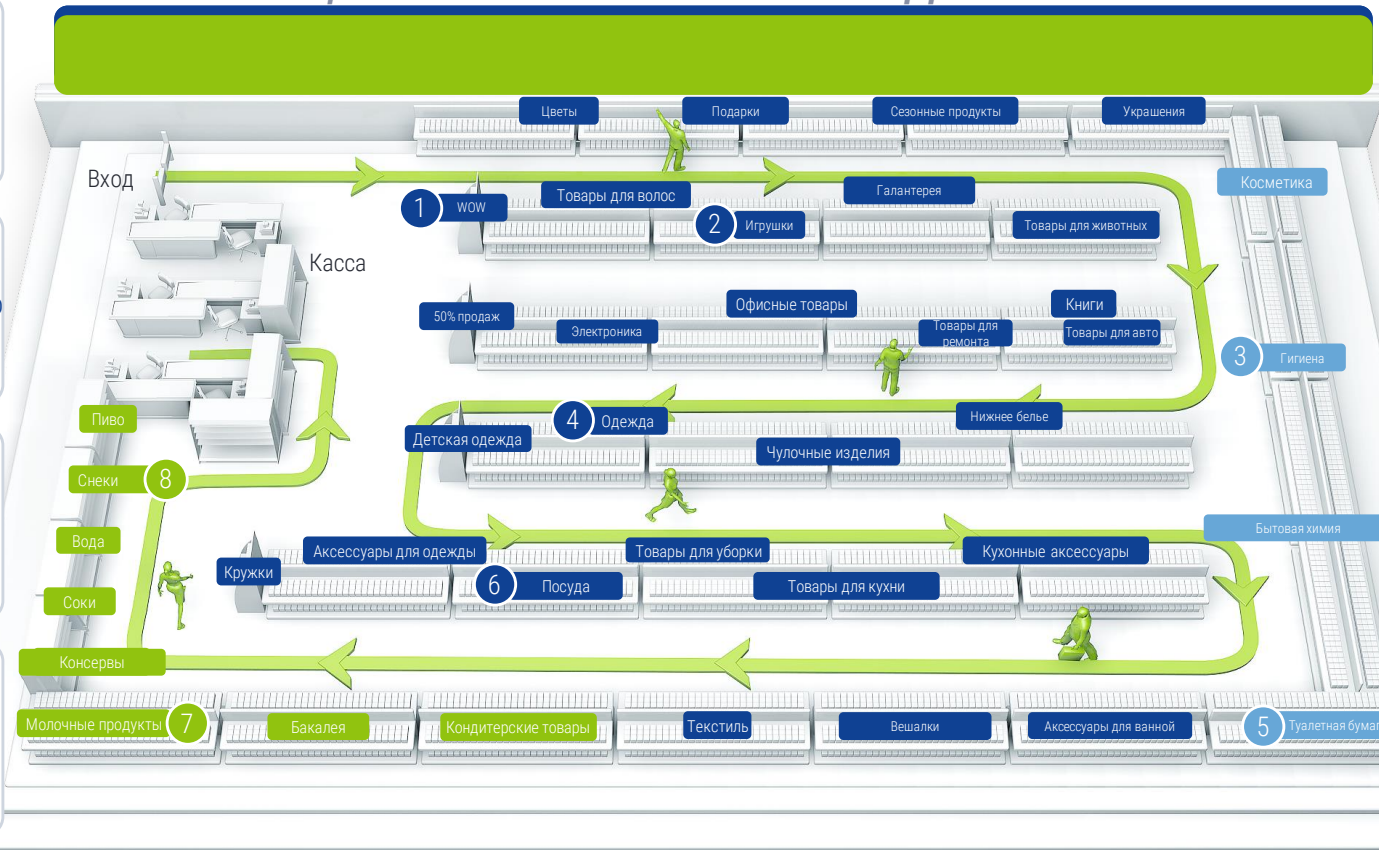 Цветы
Подарки
Сезонные продукты
Украшения
Вход
Косметика
1
WOW
Товары для волос
Галантерея
2
Игрушки
Товары для животных
Касса
50% продаж
Офисные товары
Книги
Электроника
Товары для
ремонта
Товары для авто
3
Гигиена
Пиво
Детская одежда
4
Одежда
Нижнее белье
Чулочные изделия
Снеки
8
Вода
Бытовая химия
Кружки
Аксессуары для одежды
Товары для уборки
Кухонные аксессуары
6
Посуда
Товары для кухни
Соки
Консервы
Молочные продукты
7
Бакалея
Кондитерские товары
Текстиль
Вешалки
Аксессуары для ванной
5
Туалетная бумаг